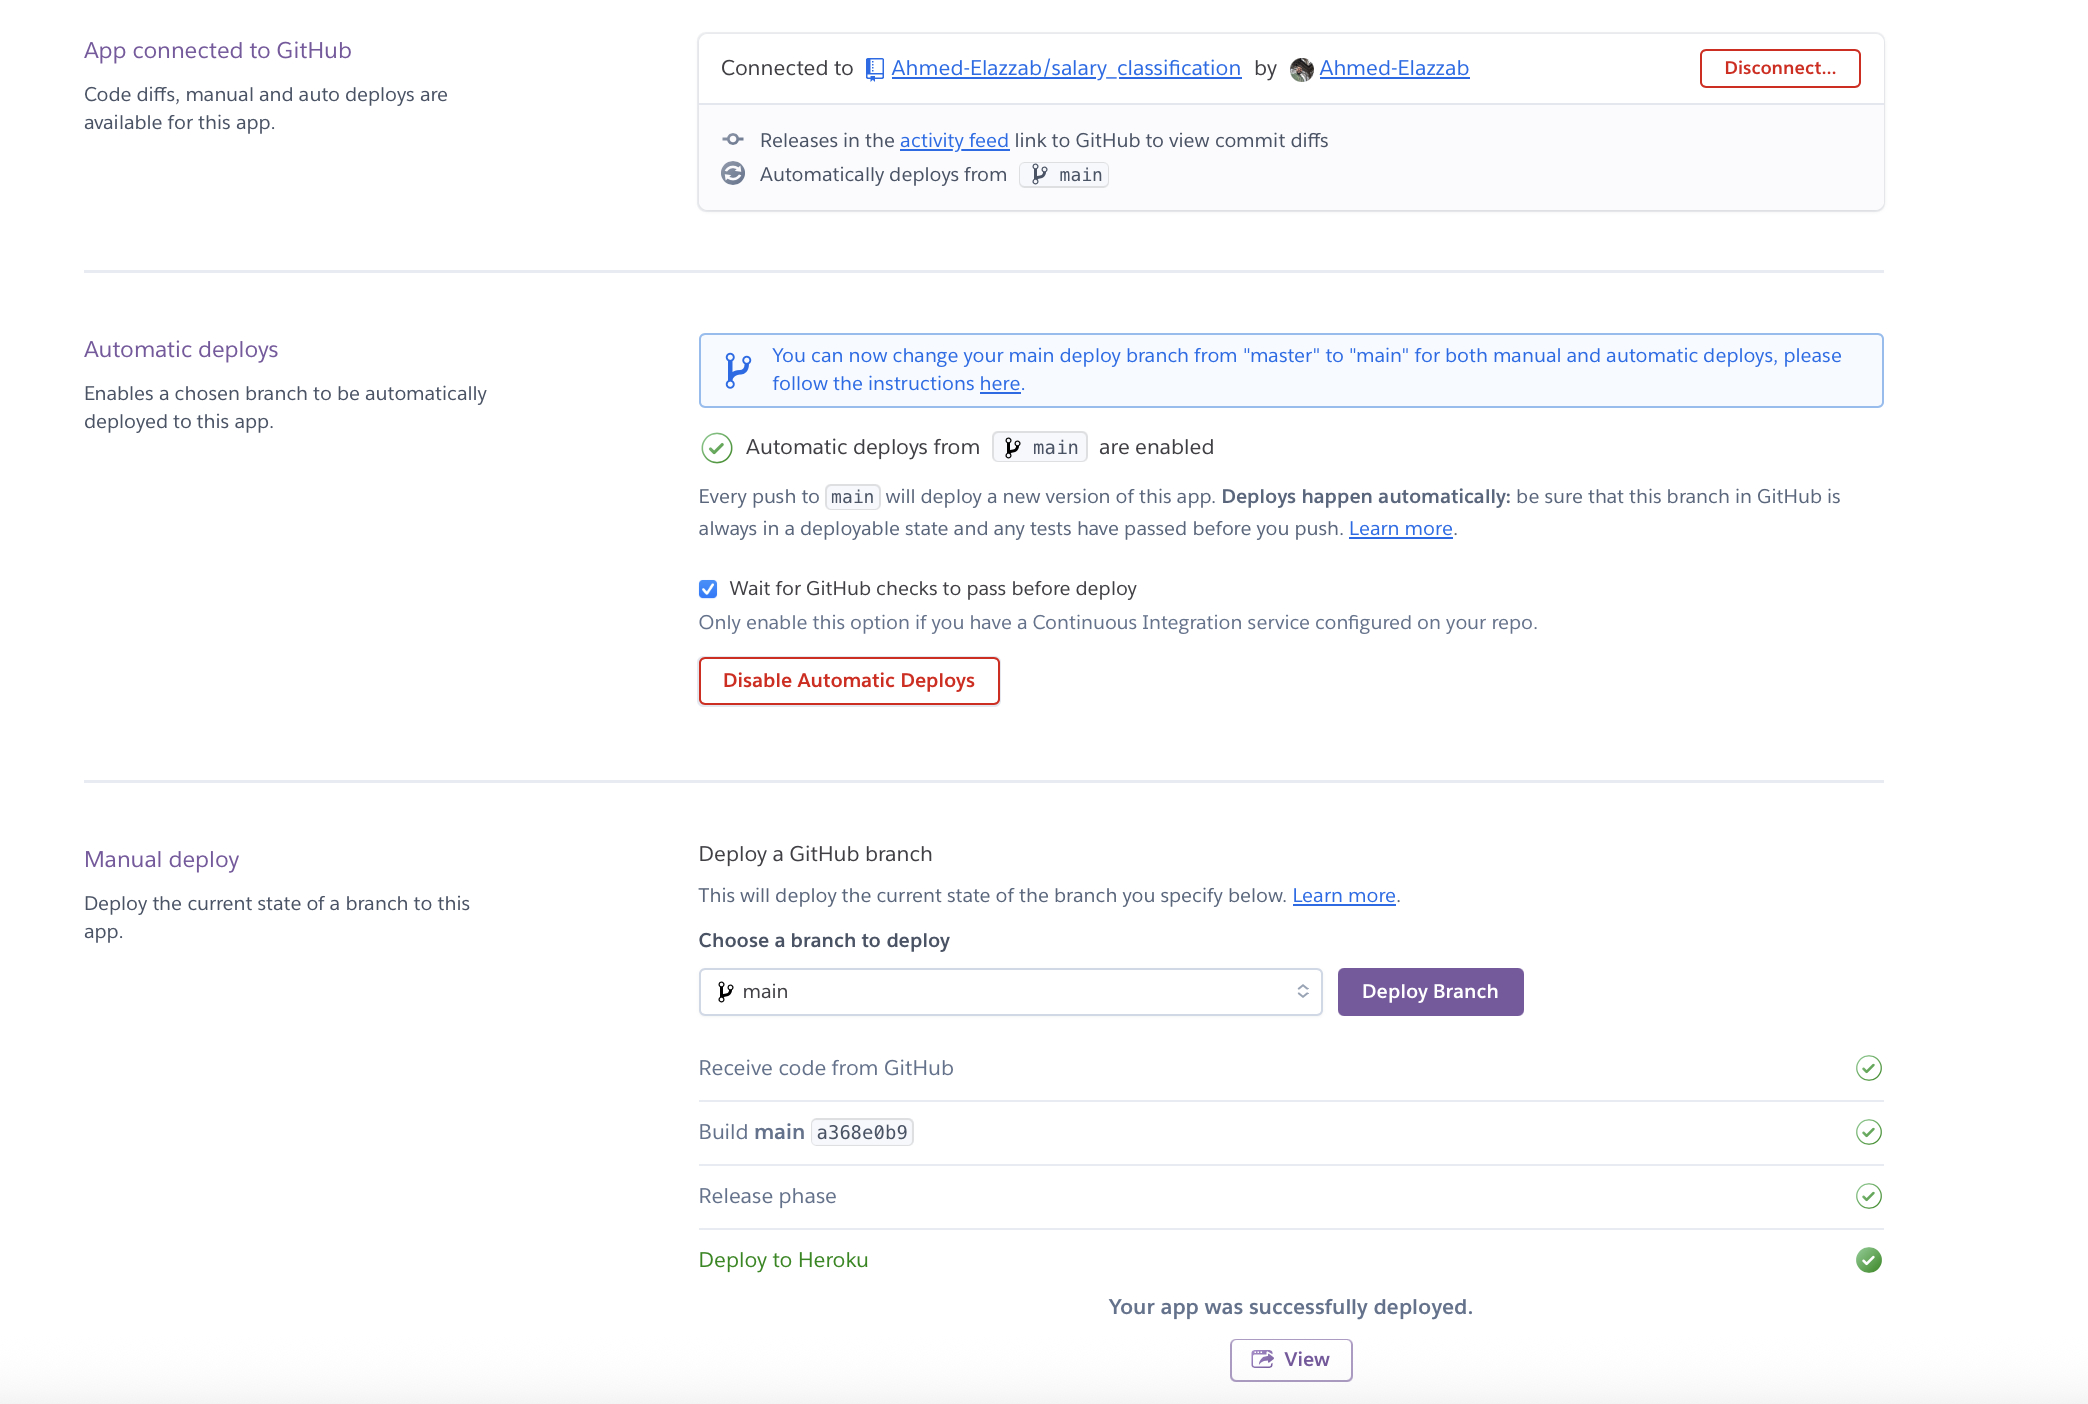 App connected to GitHub
Code diffs, manual and auto deploys are
available for this app.
Connected to Ahmed-Elazzab/salary_classification by Ahmed-Elazzab
Disconnect...
Releases in the activity feed link to GitHub to view commit diffs
Automatically deploys from main
Automatic deploys
Enables a chosen branch to be automatically
deployed to this app.
You can now change your main deploy branch from "master" to "main" for both manual and automatic deploys, please
follow the instructions here.
Automatic deploys from main are enabled
Every push to main will deploy a new version of this app. Deploys happen automatically: be sure that this branch in GitHub is
always in a deployable state and any tests have passed before you push. Learn more.
Wait for GitHub checks to pass before deploy
Only enable this option if you have a Continuous Integration service configured on your repo.
Disable Automatic Deploys
Manual deploy
Deploy the current state of a branch to this
app.
Deploy a GitHub branch
This will deploy the current state of the branch you specify below. Learn more.
Choose a branch to deploy
main
Deploy Branch
Receive code from GitHub
Build main a368e0b9
Release phase
Deploy to Heroku
Your app was successfully deployed.
View